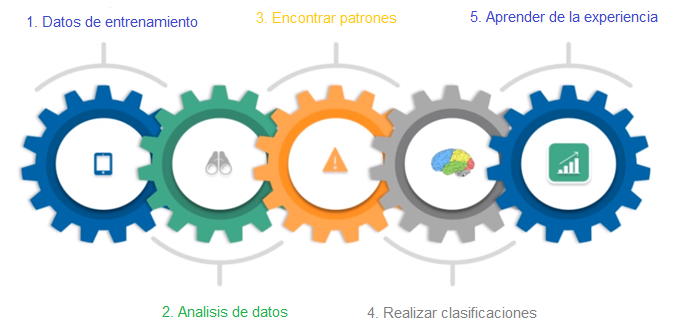 1. Datos de entrenamiento
2. Analisis de datos
3. Encontrar patrones
4. Realizar clasificaciones
5. Aprender de la experiencia